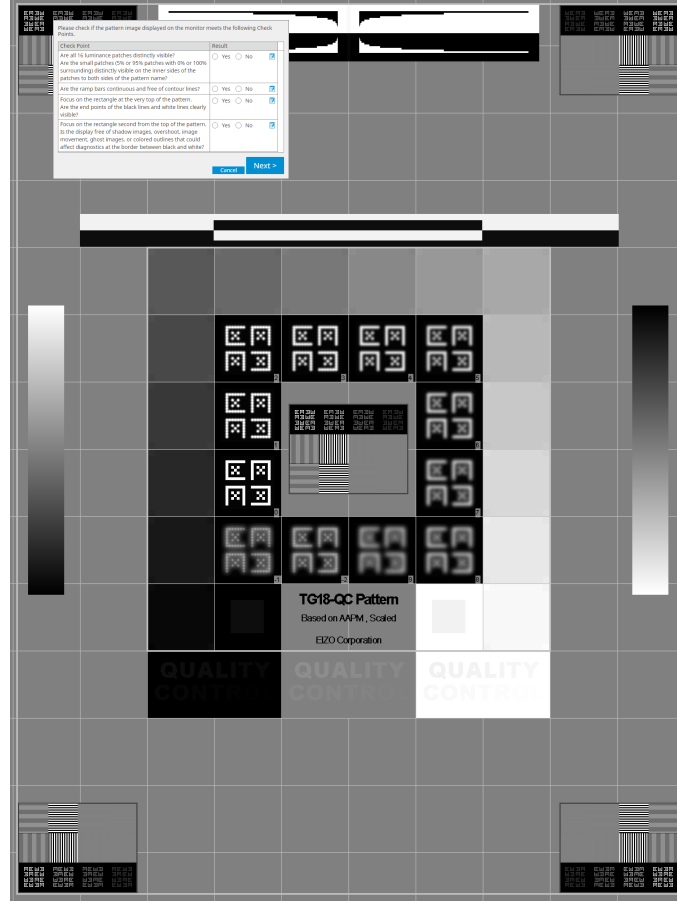 Please check if the pattern image displayed on the monitor meets the following Check
Points.
Check Point Result
Are all 16 luminance patches distinctly visible?
Are the small patches (5% or 95% patches with 0% or 100%
surrounding) distinctly visible on the inner sides of the
patches to both sides of the pattern name?
Yes No
Are the ramp bars continuous and free of contour lines?
Yes No
Focus on the rectangle at the very top of the pattern.
Are the end points of the black lines and white lines clearly
visible?
Yes No
Focus on the rectangle second from the top of the pattern.
Is the display free of shadow images, overshoot, image
movement, ghost images, or colored outlines that could
affect diagnostics at the border between black and white?
Yes No
Cancel Next >
TG18-QC Pattern
Based on AAPM , Scaled
EIZO Corporation
QUALITY QUALITY QUALITY
CONTRO CONTRO CONTRO